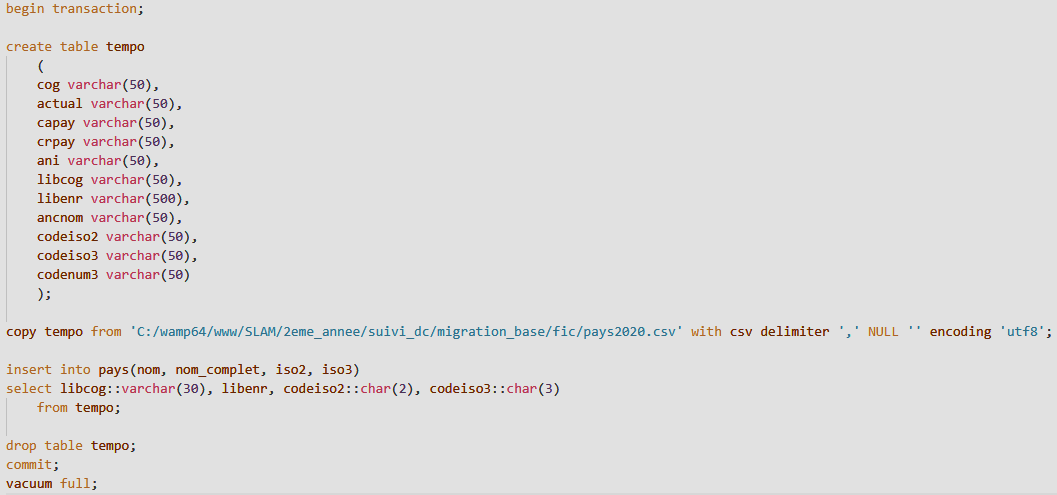 begin transaction;
create table tempo
(
cog varchar(50),
actual varchar(50),
capay varchar(50),
crpay varchar(50),
ani varchar(50),
libcog varchar(50),
libenr varchar(500),
ancnom varchar(50),
codeiso2 varchar(50),
codeiso3 varchar(50),
codenum3 varchar(50)
);
copy tempo from 'C:/wamp64/www/SLAM/2eme_annee/suivi_dc/migration_base/fic/pays2020.csv' with csv delimiter ',' NULL '' encoding 'utf8';
insert into pays(nom, nom_complet, iso2, iso3)
select libcog::varchar(30), libenr, codeiso2::char(2), codeiso3::char(3)
from tempo;
drop table tempo;
commit;
vacuum full;